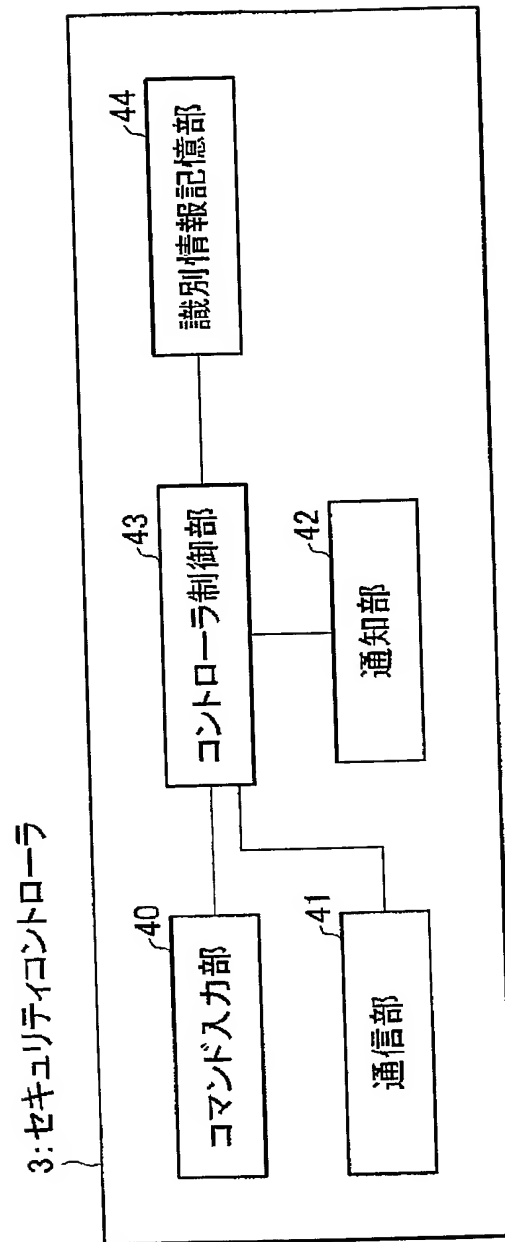 3:セキュリティコントローラ
40
コマンド入力部
43
コントローラ制御部
44
識別情報記憶部
41
通信部
42
通知部